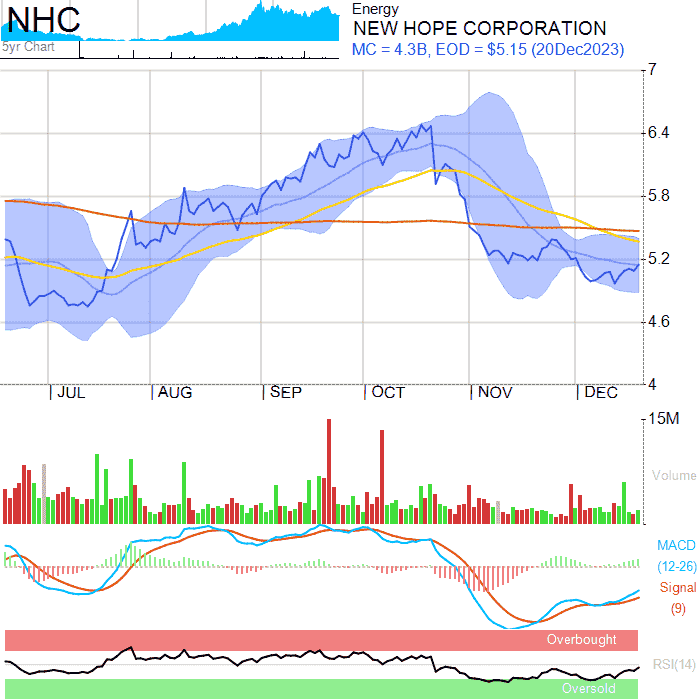 NHC
5yr Chart
Energy
NEW HOPE CORPORATION
MC = 4.3B, EOD = $5.15 (20Dec2023)
7
6.4
5.8
5.2
4.6
4
JUL AUG SEP OCT NOV DEC
15M
Volume
MACD
(12-26)
Signal
(9)
Overbought
RSI(14)
Oversold